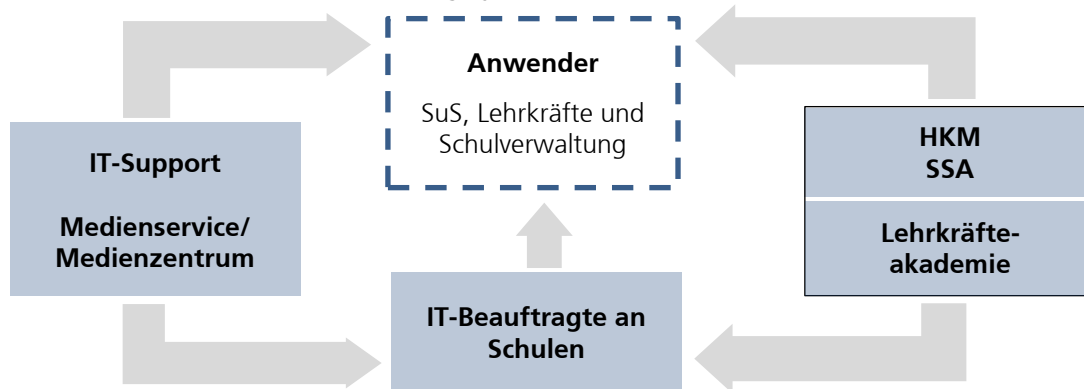 Anwender
SuS, Lehrkräfte und
Schulverwaltung
IT-Support
Medienservice/
Medienzentrum
HKM
SSA
Lehrkräfte-
akademie
IT-Beauftragte an
Schulen